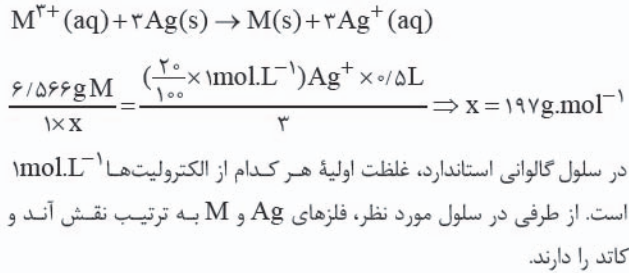 M³⁺(aq)+۳Ag(s) → M(s)+۳Ag⁺(aq)
۶/۵۶۶g M / ۱×x = (۲۰/۱۰۰ × ۱mol.L⁻¹)Ag⁺ × ۰/۵L / ۳ ⇒ x = ۱۹۷g.mol⁻¹
در سلول گالوانی استاندارد، غلظت اولیهٔ هر کدام از الکترولیت‌ها ۱mol.L⁻¹
است. از طرفی در سلول مورد نظر، فلزهای Ag و M به ترتیب نقش آند و
کاتد را دارند.